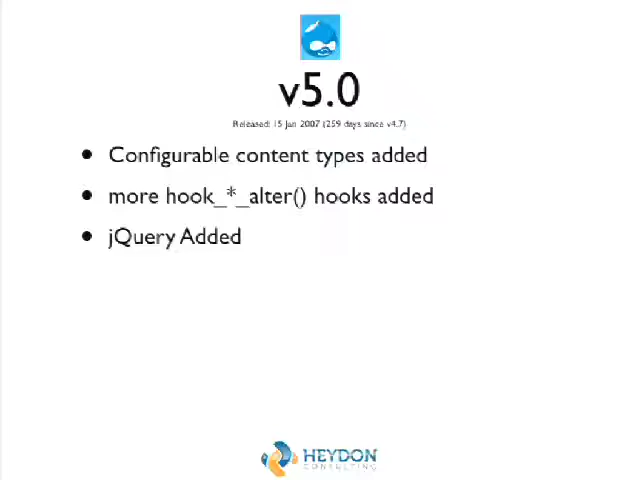 v5.0
Released: 15 Jan 2007 (259 days since v4.7)
• Configurable content types added
• more hook_*_alter() hooks added
• jQuery Added
HEYDON
CONSULTING